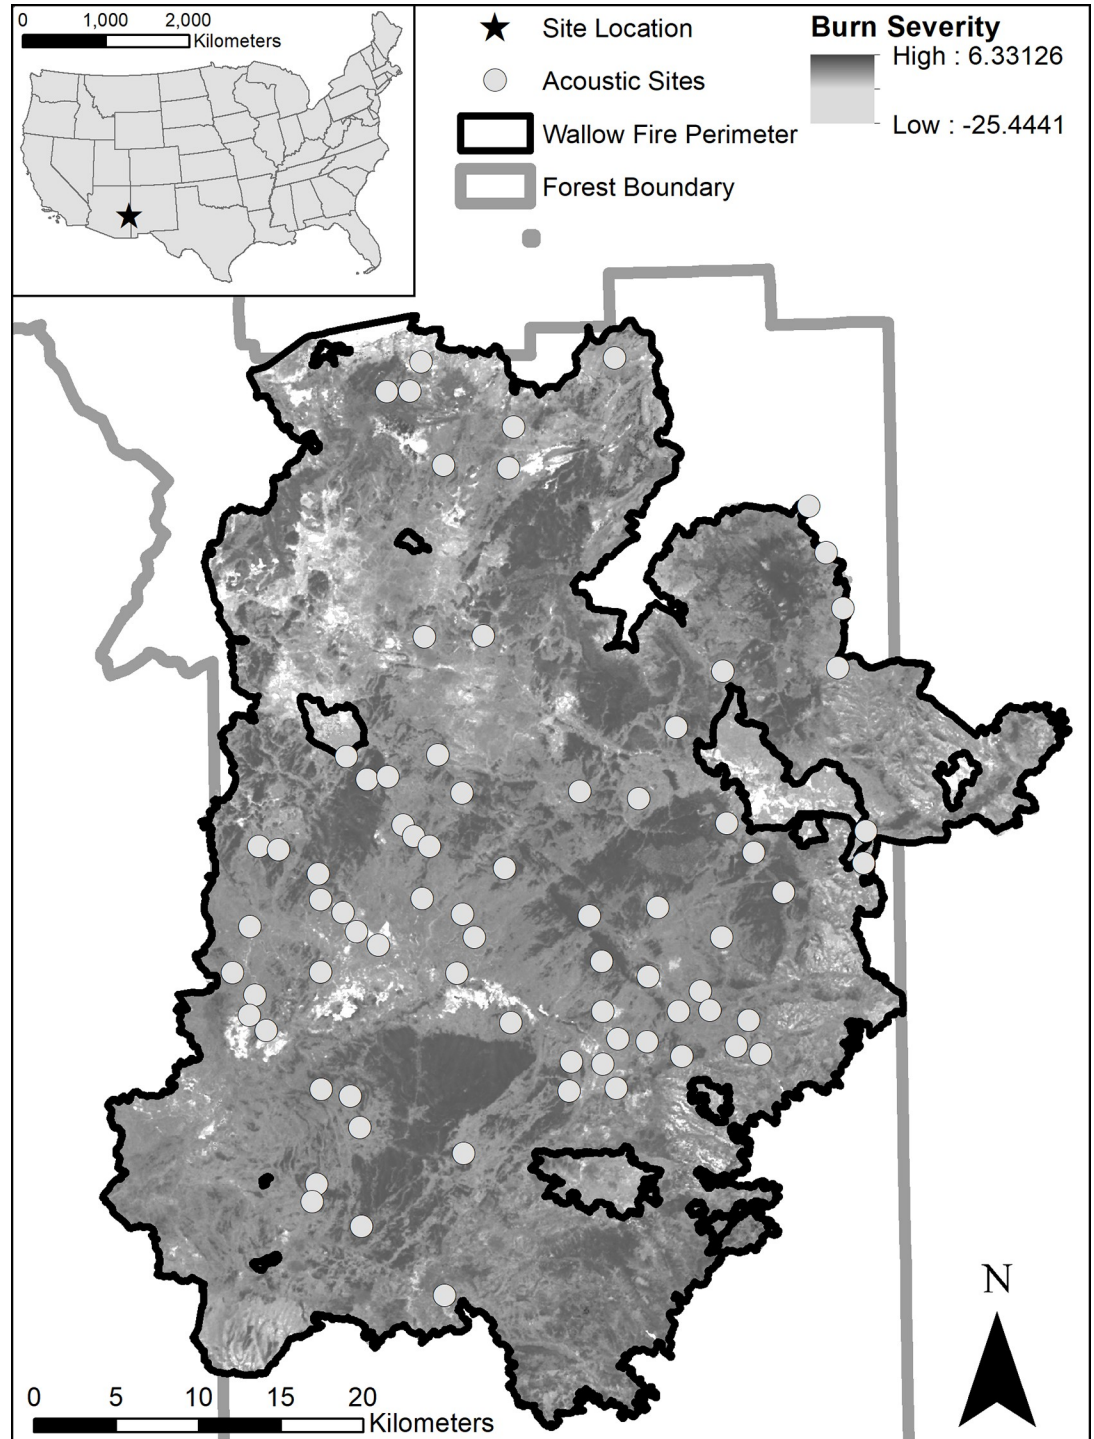 0 1,000 2,000
Kilometers
Site Location
Acoustic Sites
Wallow Fire Perimeter
Forest Boundary
Burn Severity
High : 6.33126
Low : -25.4441
N
0 5 10 15 20
Kilometers